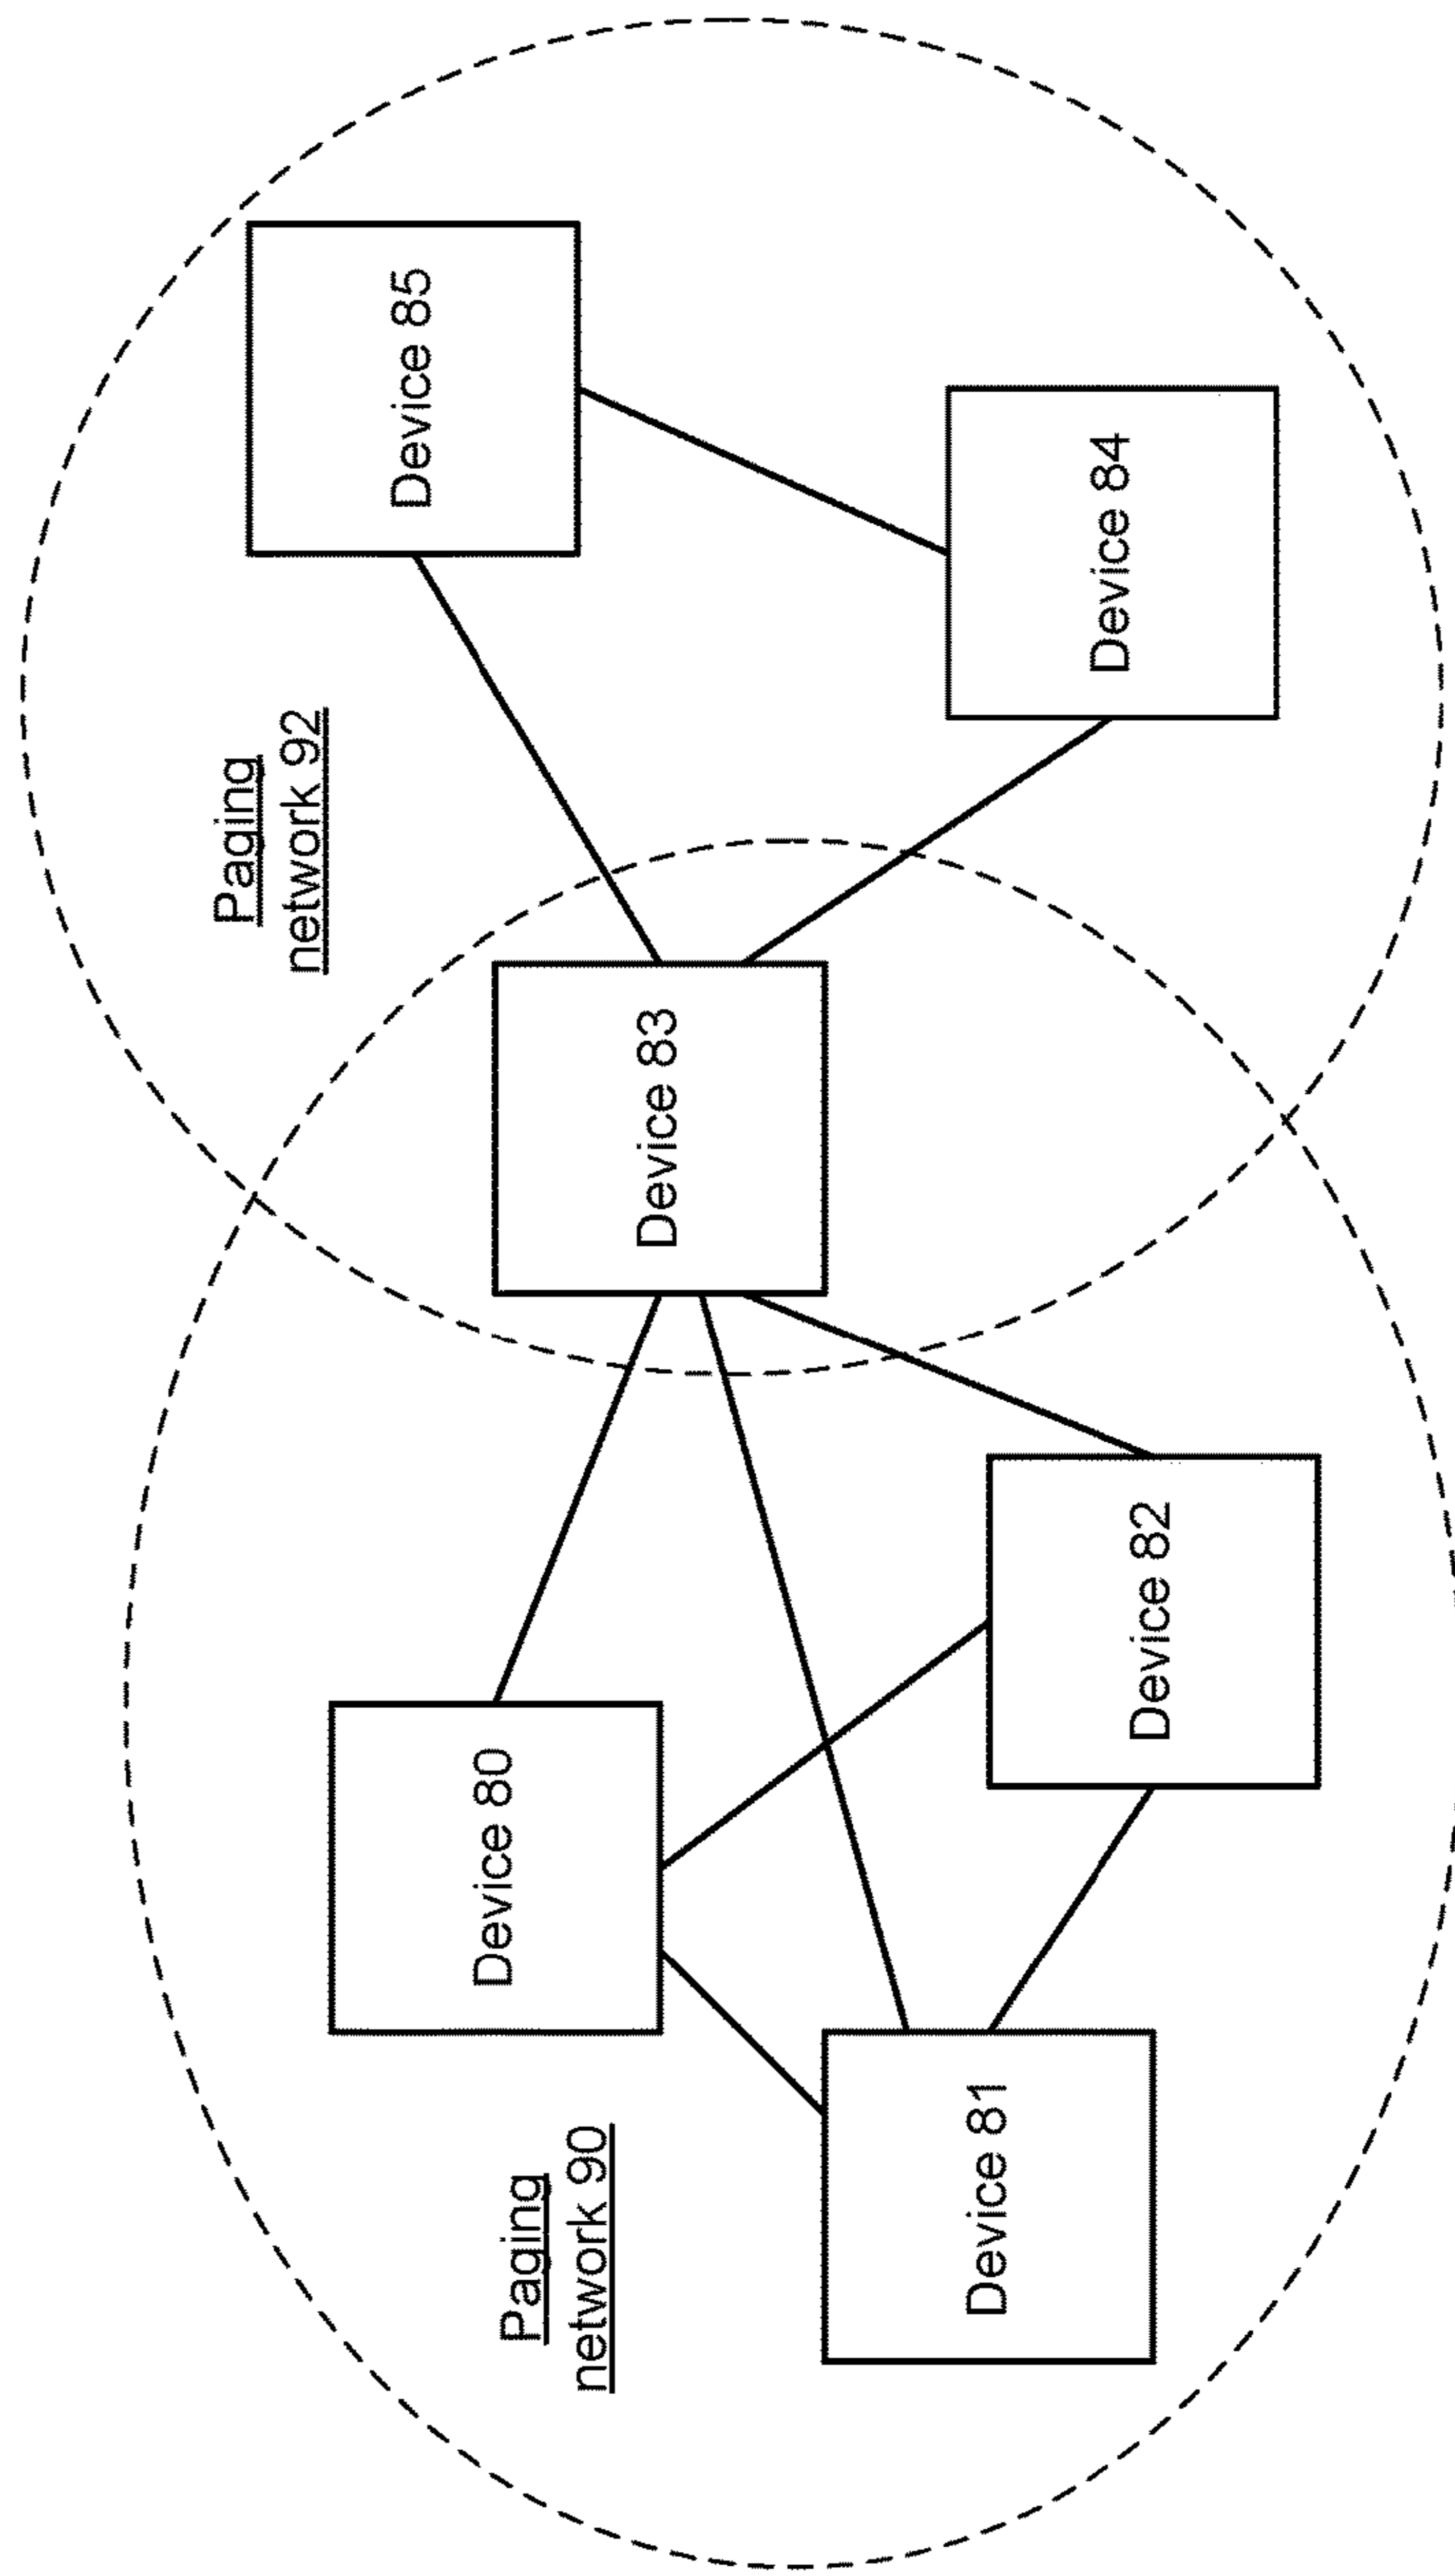 Paging
network 90
Device 80
Device 81
Device 82
Device 83
Paging
network 92
Device 85
Device 84